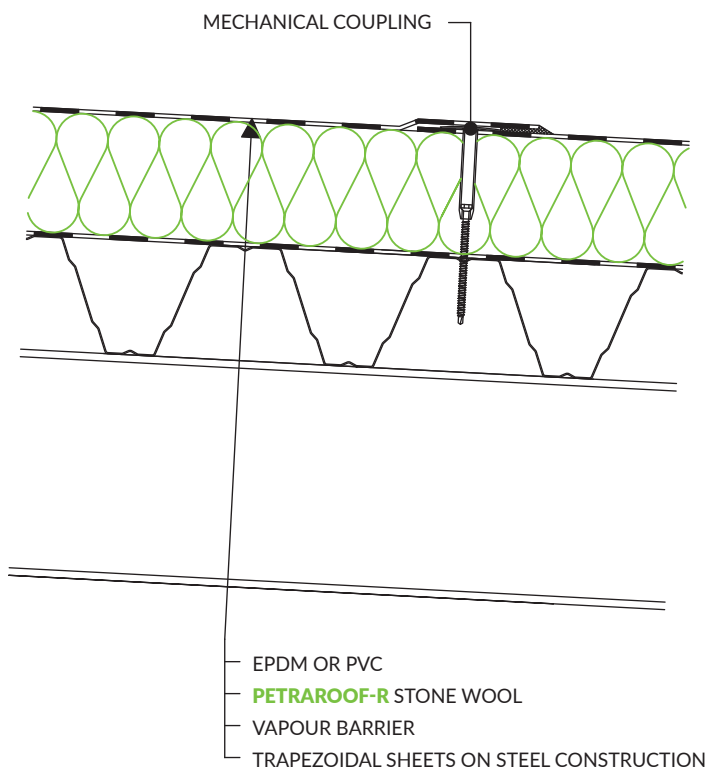 MECHANICAL COUPLING
EPDM OR PVC
PETRAROOF-R STONE WOOL
VAPOUR BARRIER
TRAPEZOIDAL SHEETS ON STEEL CONSTRUCTION